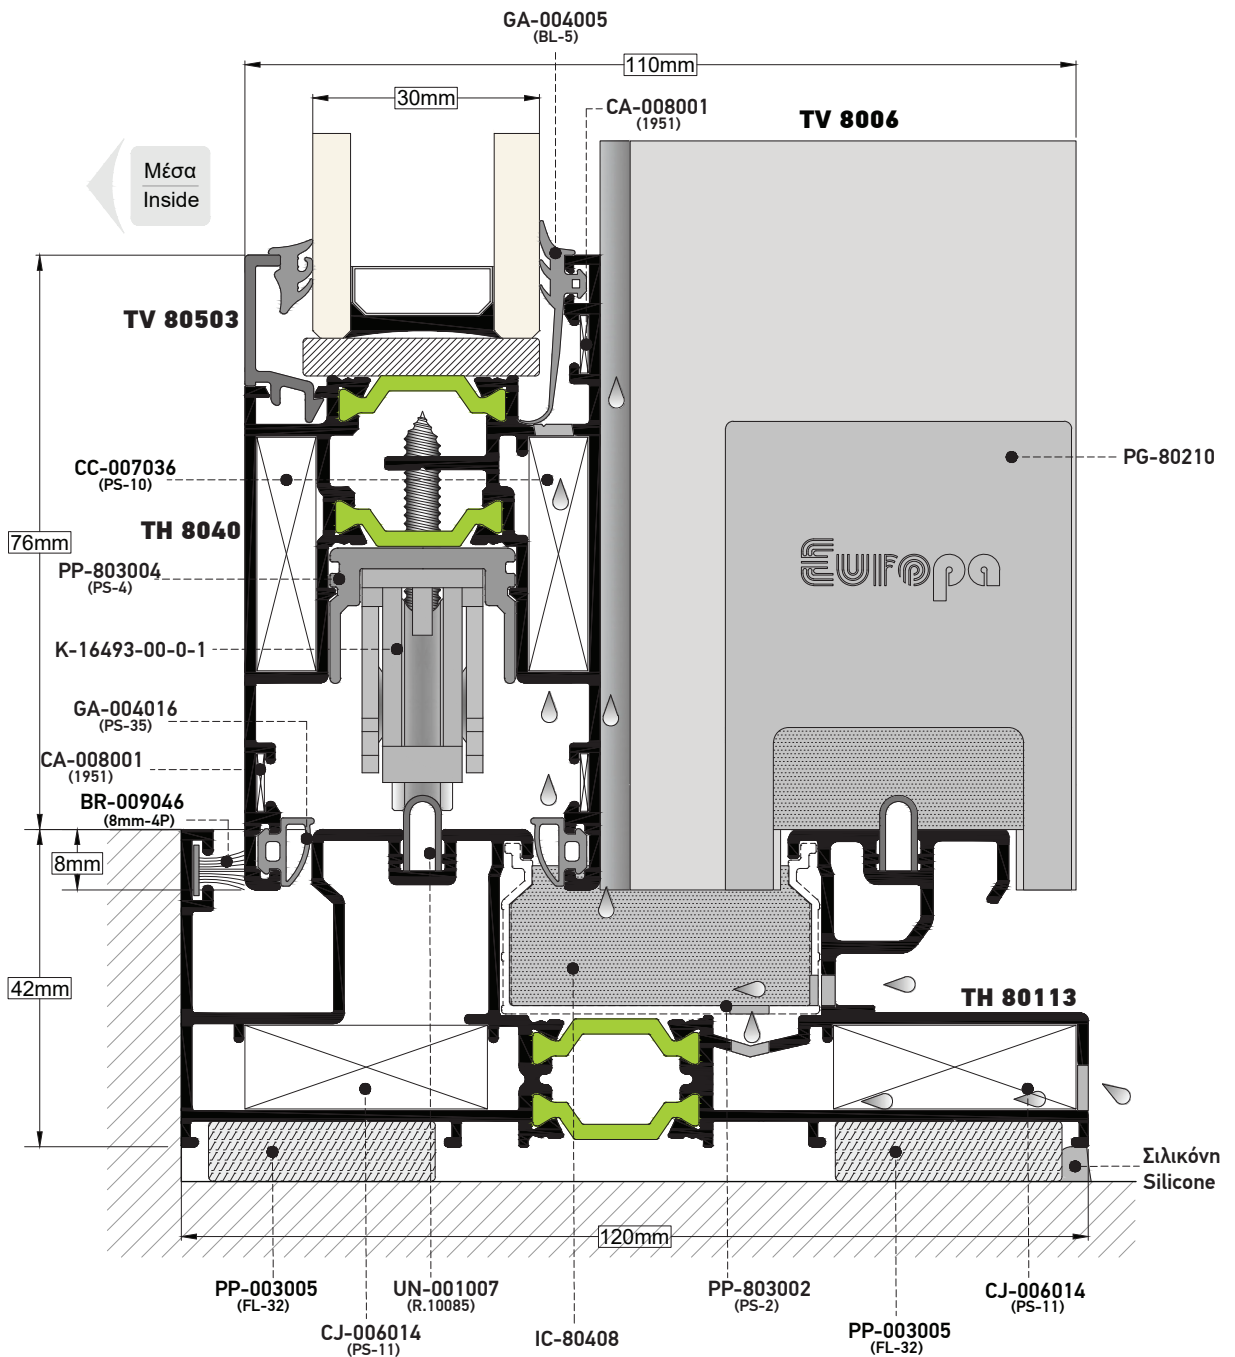 GA-004005
(BL-5)
110mm
30mm
CA-008001
(1951)
TV 8006
Μέσα
Inside
TV 80503
CC-007036
(PS-10)
PG-80210
TH 8040
76mm
Europa
PP-803004
(PS-4)
K-16493-00-0-1
GA-004016
(PS-35)
CA-008001
(1951)
BR-009046
(8mm-4P)
8mm
42mm
TH 80113
Σιλικόνη
Silicone
120mm
PP-003005
(FL-32)
UN-001007
(R.10085)
PP-803002
(PS-2)
CJ-006014
(PS-11)
CJ-006014
(PS-11)
IC-80408
PP-003005
(FL-32)